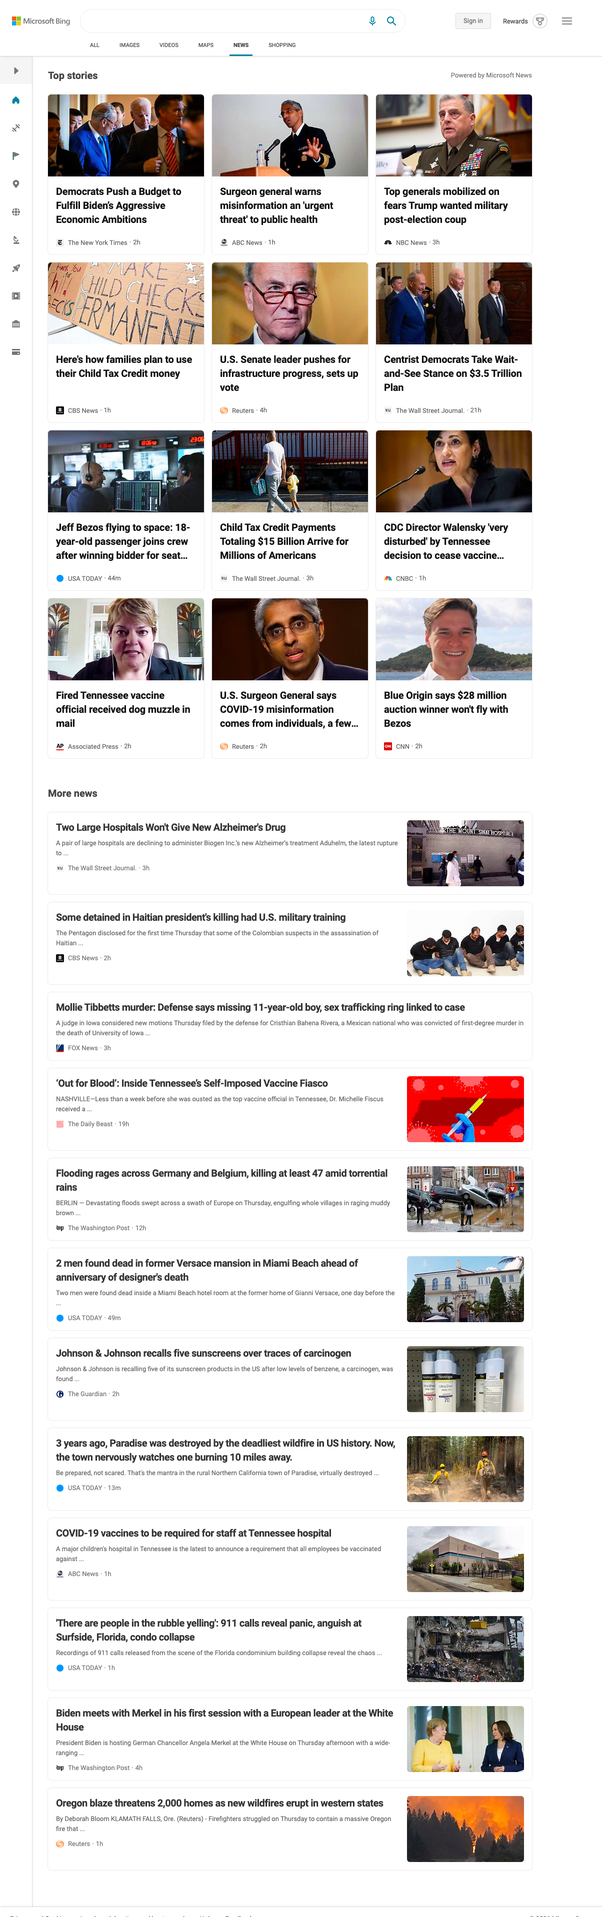 Microsoft Bing
Sign in
Rewards
ALL
IMAGES
VIDEOS
MAPS
NEWS
SHOPPING
Top stories
Powered by Microsoft News
Democrats Push a Budget to
Fulfill Biden's Aggressive
Economic Ambitions
The New York Times · 2h
Surgeon general warns
misinformation an 'urgent
threat' to public health
ABC News · 1h
Top generals mobilized on
fears Trump wanted military
post-election coup
NBC News · 3h
MAKE
CHILD CHECKS
PERMANENT
Here's how families plan to use
their Child Tax Credit money
CBS News · 1h
U.S. Senate leader pushes for
infrastructure progress, sets up
vote
Reuters · 4h
Centrist Democrats Take Wait-
and-See Stance on $3.5 Trillion
Plan
The Wall Street Journal. · 21h
Jeff Bezos flying to space: 18-
year-old passenger joins crew
after winning bidder for seat...
USA TODAY · 44m
Child Tax Credit Payments
Totaling $15 Billion Arrive for
Millions of Americans
The Wall Street Journal. · 3h
CDC Director Walensky 'very
disturbed' by Tennessee
decision to cease vaccine...
CNBC · 1h
Fired Tennessee vaccine
official received dog muzzle in
mail
AP
Associated Press · 2h
U.S. Surgeon General says
COVID-19 misinformation
comes from individuals, a few...
Reuters · 2h
Blue Origin says $28 million
auction winner won't fly with
Bezos
CNN · 2h
More news
Two Large Hospitals Won't Give New Alzheimer's Drug
A pair of large hospitals are declining to administer Biogen Inc.'s new Alzheimer's treatment Aduhelm, the latest rupture
to ...
The Wall Street Journal. · 3h
THE MOUNT SINAI HOSPITAL
Some detained in Haitian president's killing had U.S. military training
The Pentagon disclosed for the first time Thursday that some of the Colombian suspects in the assassination of
Haitian ...
CBS News · 2h
Mollie Tibbetts murder: Defense says missing 11-year-old boy, sex trafficking ring linked to case
A judge in Iowa considered new motions Thursday filed by the defense for Cristhian Bahena Rivera, a Mexican national who was convicted of first-degree murder in
the death of University of Iowa ...
FOX News · 3h
'Out for Blood': Inside Tennessee's Self-Imposed Vaccine Fiasco
NASHVILLE—Less than a week before she was ousted as the top vaccine official in Tennessee, Dr. Michelle Fiscus
received a ...
The Daily Beast · 19h
Flooding rages across Germany and Belgium, killing at least 47 amid torrential
rains
BERLIN — Devastating floods swept across a swath of Europe on Thursday, engulfing whole villages in raging muddy
brown ...
wp
The Washington Post · 12h
2 men found dead in former Versace mansion in Miami Beach ahead of
anniversary of designer's death
Two men were found dead inside a Miami Beach hotel room at the former home of Gianni Versace, one day before the
...
USA TODAY · 49m
Johnson & Johnson recalls five sunscreens over traces of carcinogen
Johnson & Johnson is recalling five of its sunscreen products in the US after low levels of benzene, a carcinogen, was
found ...
The Guardian · 2h
3 years ago, Paradise was destroyed by the deadliest wildfire in US history. Now,
the town nervously watches one burning 10 miles away.
Be prepared, not scared. That's the mantra in the rural Northern California town of Paradise, virtually destroyed ...
USA TODAY · 13m
COVID-19 vaccines to be required for staff at Tennessee hospital
A major children's hospital in Tennessee is the latest to announce a requirement that all employees be vaccinated
against ...
ABC News · 1h
'There are people in the rubble yelling': 911 calls reveal panic, anguish at
Surfside, Florida, condo collapse
Recordings of 911 calls released from the scene of the Florida condominium building collapse reveal the chaos ...
USA TODAY · 1h
Biden meets with Merkel in his first session with a European leader at the White
House
President Biden is hosting German Chancellor Angela Merkel at the White House on Thursday afternoon with a wide-
ranging ...
wp
The Washington Post · 4h
Oregon blaze threatens 2,000 homes as new wildfires erupt in western states
By Deborah Bloom KLAMATH FALLS, Ore. (Reuters) - Firefighters struggled on Thursday to contain a massive Oregon
fire that ...
Reuters · 1h